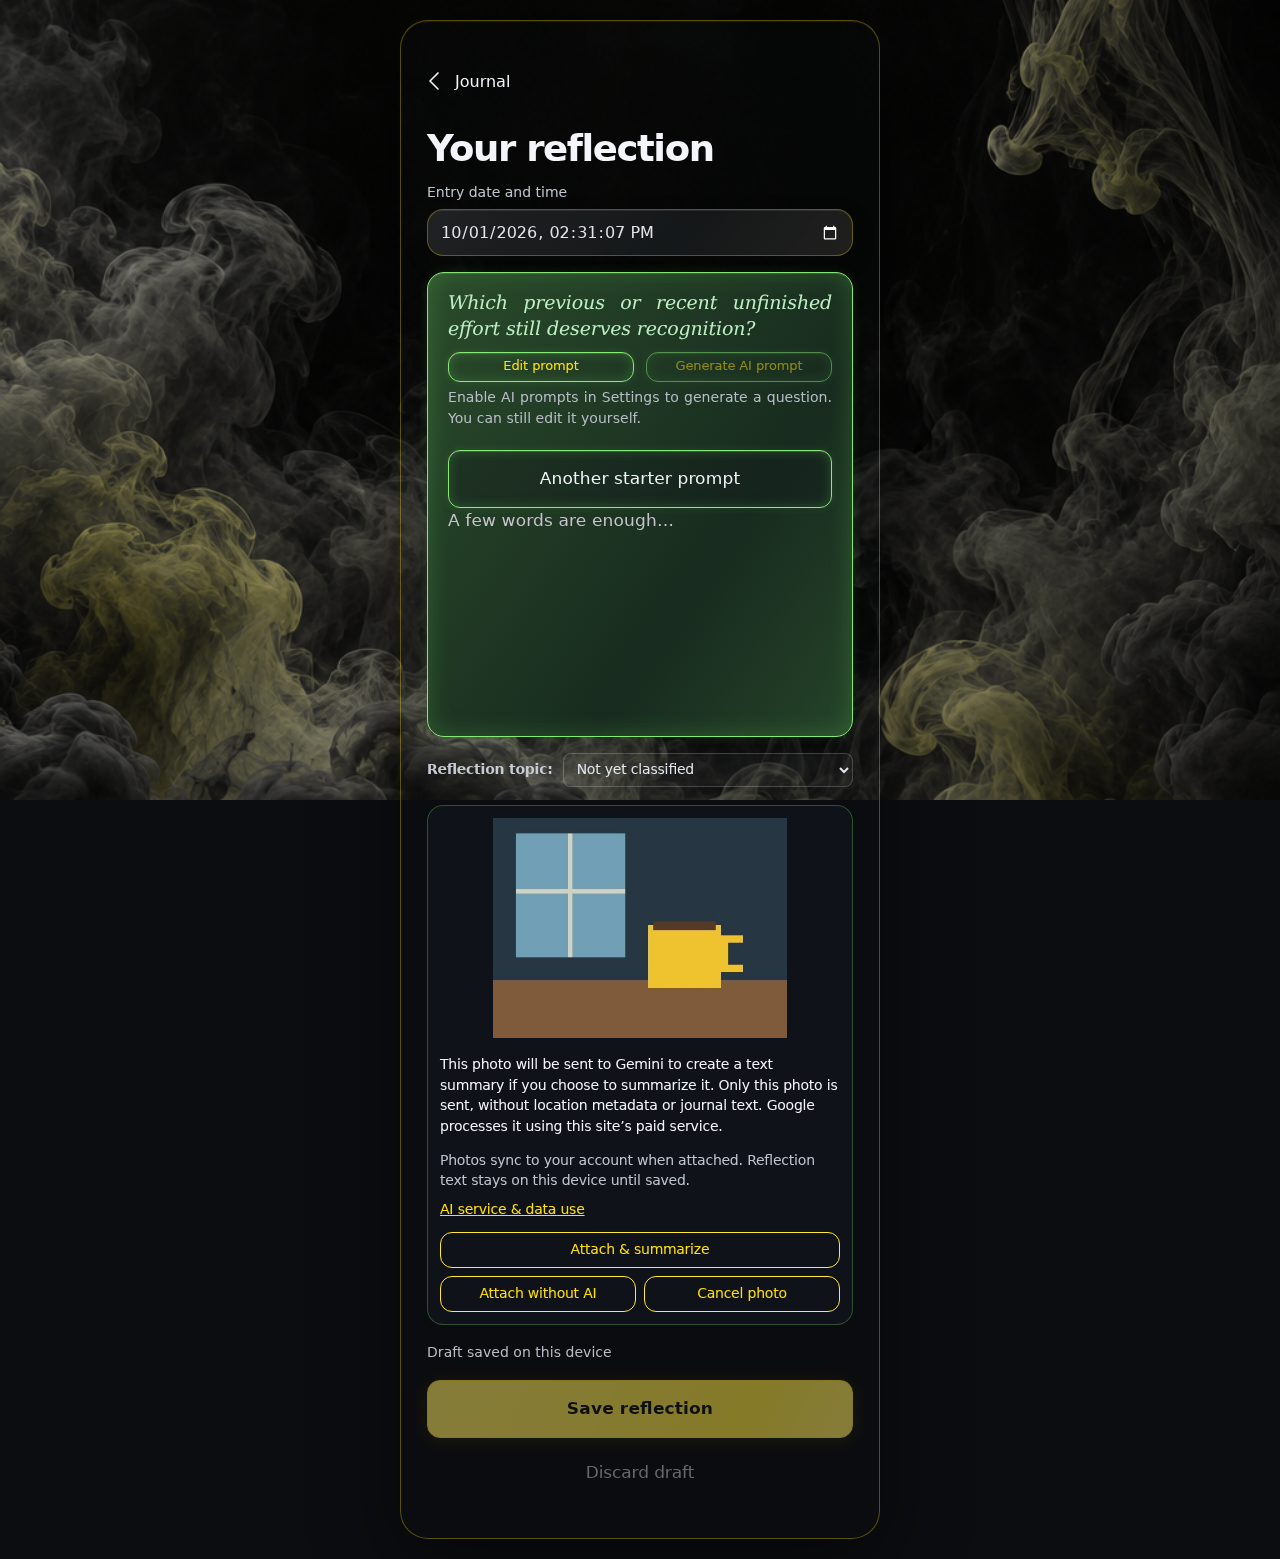 Journal
Your reflection
Entry date and time
10/01/2026, 02:31:07 PM
Which previous or recent unfinished
effort still deserves recognition?
Edit prompt
Generate AI prompt
Enable AI prompts in Settings to generate a question.
You can still edit it yourself.
Another starter prompt
A few words are enough…
Reflection topic:
Not yet classified
This photo will be sent to Gemini to create a text
summary if you choose to summarize it. Only this photo is
sent, without location metadata or journal text. Google
processes it using this site’s paid service.
Photos sync to your account when attached. Reflection
text stays on this device until saved.
AI service & data use
Attach & summarize
Attach without AI
Cancel photo
Draft saved on this device
Save reflection
Discard draft